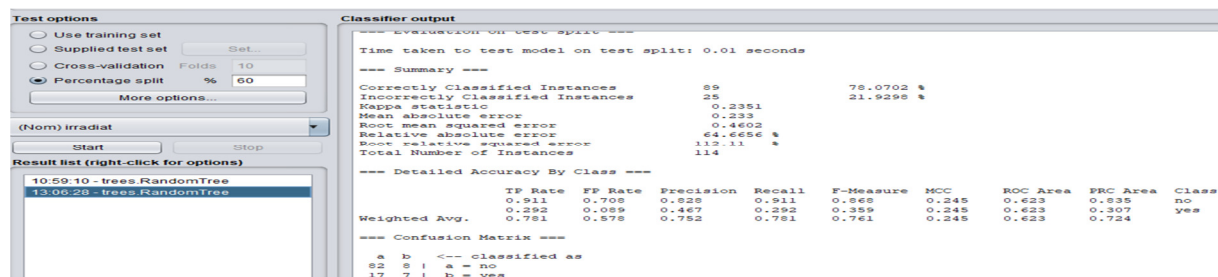 Test options
Use training set
Supplied test set Set...
Cross-validation Folds 10
Percentage split % 60
More options...
(Nom) irradiat
Start Stop
Result list (right-click for options)
10:59:10 - trees.RandomTree
13:06:28 - trees.RandomTree
Classifier output
=== Evaluation on test split ===
Time taken to test model on test split: 0.01 seconds
=== Summary ===
Correctly Classified Instances 89 78.0702 %
Incorrectly Classified Instances 25 21.9298 %
Kappa statistic 0.2351
Mean absolute error 0.233
Root mean squared error 0.4602
Relative absolute error 64.6656 %
Root relative squared error 112.11 %
Total Number of Instances 114
=== Detailed Accuracy By Class ===
TP Rate FP Rate Precision Recall F-Measure MCC ROC Area PRC Area Class
0.911 0.708 0.828 0.911 0.868 0.245 0.623 0.835 no
0.292 0.089 0.467 0.292 0.359 0.245 0.623 0.307 yes
Weighted Avg. 0.781 0.578 0.752 0.781 0.761 0.245 0.623 0.724
=== Confusion Matrix ===
a b <-- classified as
82 8 | a = no
17 7 | b = yes